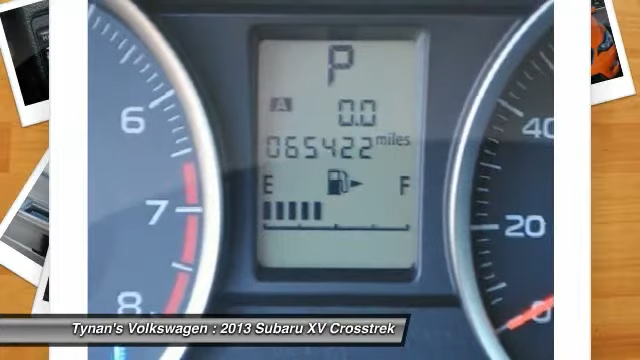 P
A 0.0
065422 miles
E F
6
7
8
40
20
0
Tynan's Volkswagen : 2013 Subaru XV Crosstrek